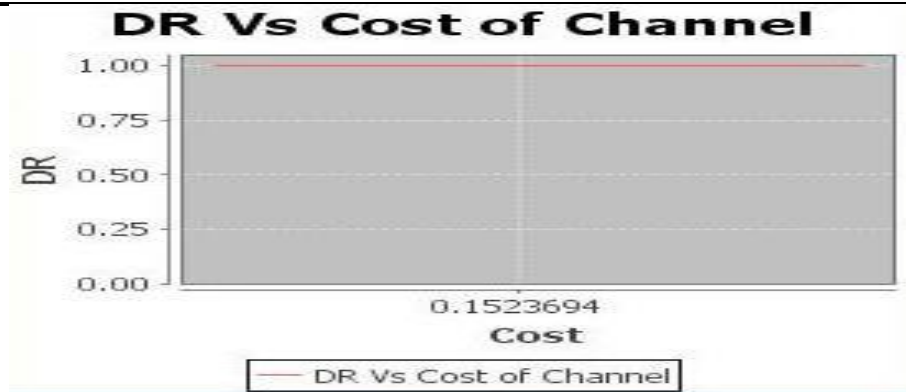 DR Vs Cost of Channel
1.00
0.75
0.50
0.25
0.00
DR
0.1523694
Cost
DR Vs Cost of Channel